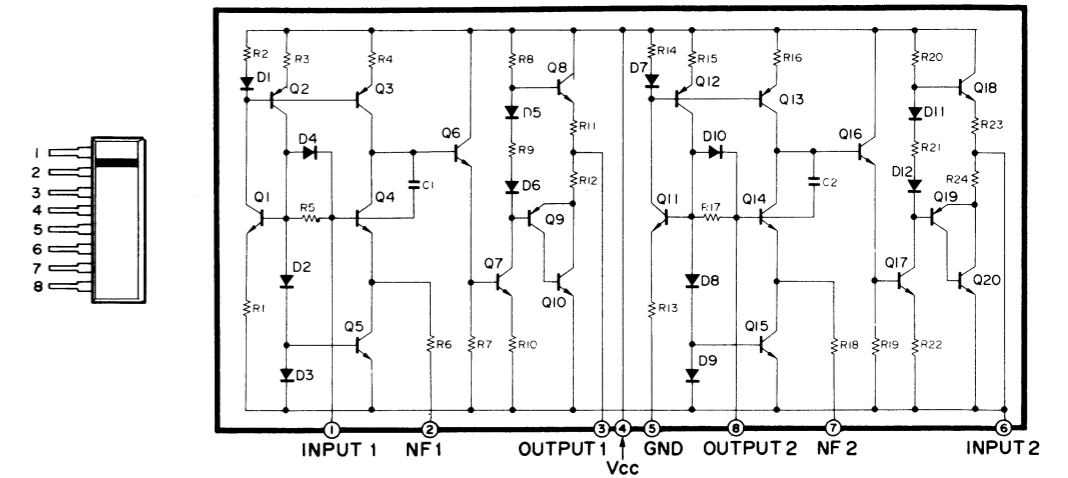 R2 R3 R4 R8 Q8 R14 R15 R16 R20
D1 Q2 Q3 D7 Q12 Q13 Q18
D5 R11 D11 R23
1 D4 Q6 R9 D10 Q16 R21
2 C1 D6 R12 C2 D12 R24
3 Q1 R5 Q4 Q9 Q11 R17 Q14 Q19
4
5
6 D2 Q7 Q10 D8 Q17 Q20
7 R1 R13
8 Q5 R6 R7 R10 Q15 R18 R19 R22
D3 D9
1 2 3 4 5 8 7 6
INPUT 1 NF1 OUTPUT1 GND OUTPUT 2 NF 2 INPUT 2
Vcc